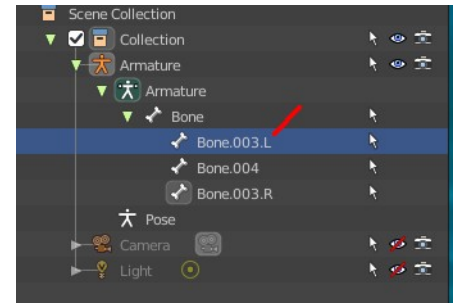 Scene Collection
Collection
Armature
Armature
Bone
Bone.003.L
Bone.004
Bone.003.R
Pose
Camera
Light